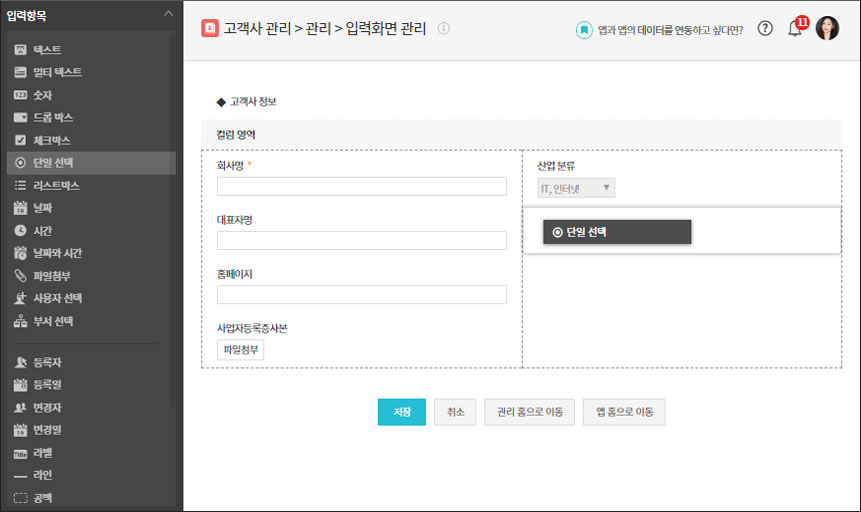 입력항목
텍스트
멀티 텍스트
123 숫자
드롭 박스
체크박스
단일 선택
리스트박스
19 날짜
시간
날짜와 시간
파일첨부
사용자 선택
부서 선택
등록자
등록일
변경자
19 변경일
Title 라벨
라인
공백
고객사 관리 > 관리 > 입력화면 관리
앱과 앱의 데이터를 연동하고 싶다면?
11
◆ 고객사 정보
컬럼 영역
회사명 *
대표자명
홈페이지
사업자등록증사본
파일첨부
산업 분류
IT, 인터넷 ▼
단일 선택
저장
취소
관리 홈으로 이동
앱 홈으로 이동